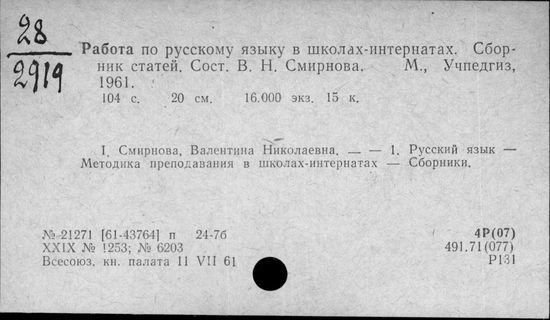 28
2919
Работа по русскому языку в школах-интернатах. Сбор-
ник статей. Сост. В. Н. Смирнова. М., Учпедгиз,
1961.
104 с. 20 см. 16.000 экз. 15 к.
I. Смирнова, Валентина Николаевна. — — 1. Русский язык —
Методика преподавания в школах-интернатах — Сборники.
№ 21271 [61-43764] п 24-7б 4Р(07)
XXIX № 1253; № 6203 491.71(077)
Всесоюз. кн. палата 11 VII 61 Р131